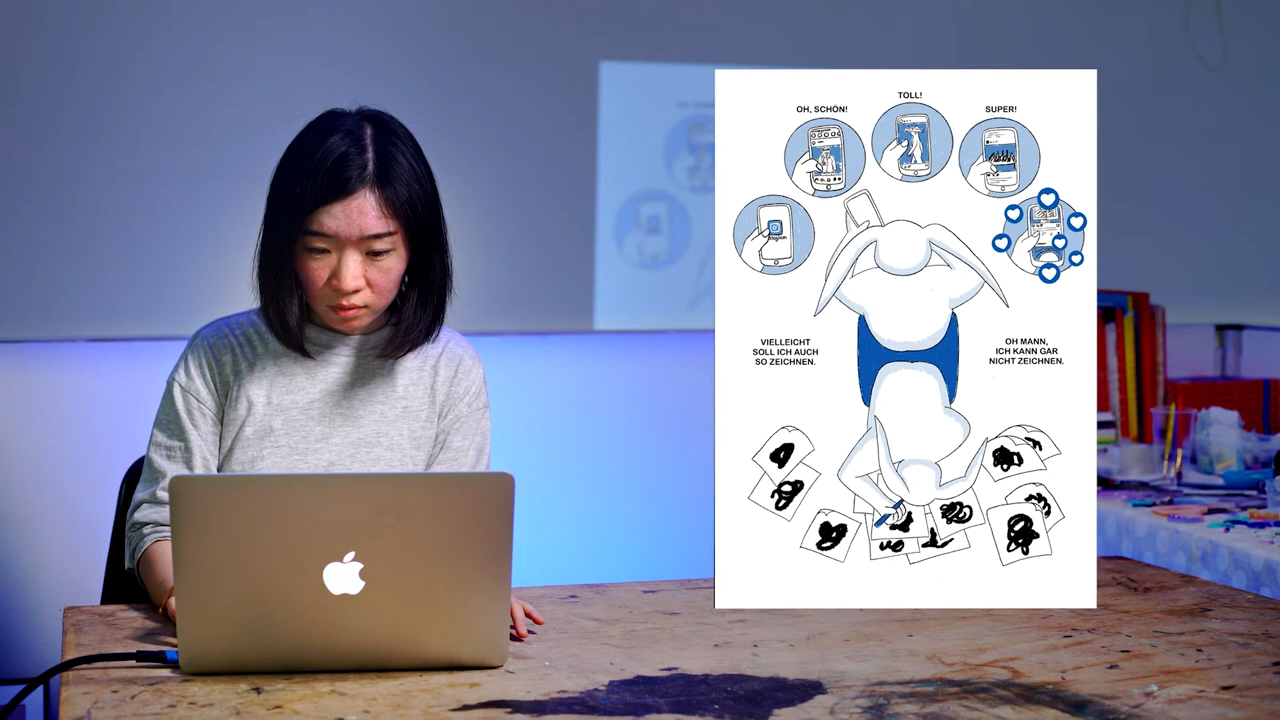 TOLL!
OH, SCHÖN!
SUPER!
VIELLEICHT
SOLL ICH AUCH
SO ZEICHNEN.
OH MANN,
ICH KANN GAR
NICHT ZEICHNEN.